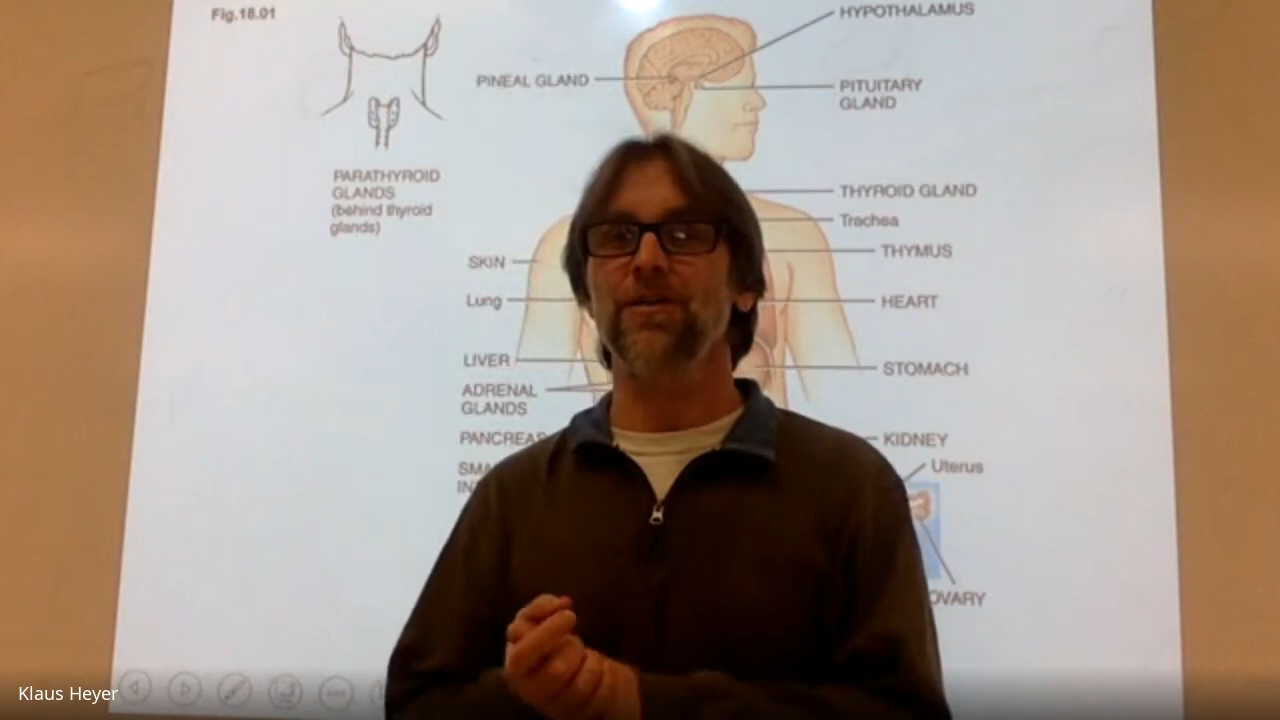 Fig.18.01
HYPOTHALAMUS
PINEAL GLAND
PITUITARY
GLAND
PARATHYROID
GLANDS
(behind thyroid
glands)
THYROID GLAND
Trachea
THYMUS
SKIN
Lung
HEART
LIVER
STOMACH
ADRENAL
GLANDS
PANCREAS
KIDNEY
Uterus
OVARY
Klaus Heyer